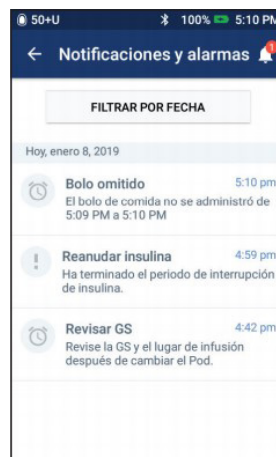 50+U 100% 5:10 PM
Notificaciones y alarmas 1
FILTRAR POR FECHA
Hoy, enero 8, 2019
Bolo omitido 5:10 pm
El bolo de comida no se administró de
5:09 PM a 5:10 PM
Reanudar insulina 4:59 pm
Ha terminado el periodo de interrupción
de insulina.
Revisar GS 4:42 pm
Revise la GS y el lugar de infusión
después de cambiar el Pod.